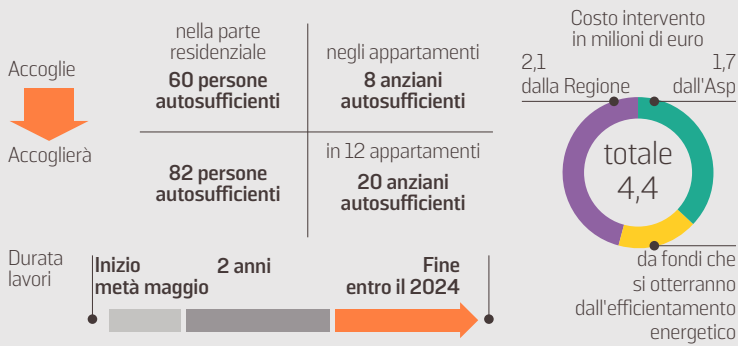 Accoglie
Accoglierà
nella parte
residenziale
60 persone
autosufficienti
negli appartamenti
8 anziani
autosufficienti
82 persone
autosufficienti
in 12 appartamenti
20 anziani
autosufficienti
Durata
lavori
Inizio
metà maggio
2 anni
Fine
entro il 2024
Costo intervento
in milioni di euro
2,1
dalla Regione
1,7
dall'Asp
totale
4,4
da fondi che
si otterranno
dall'efficientamento
energetico